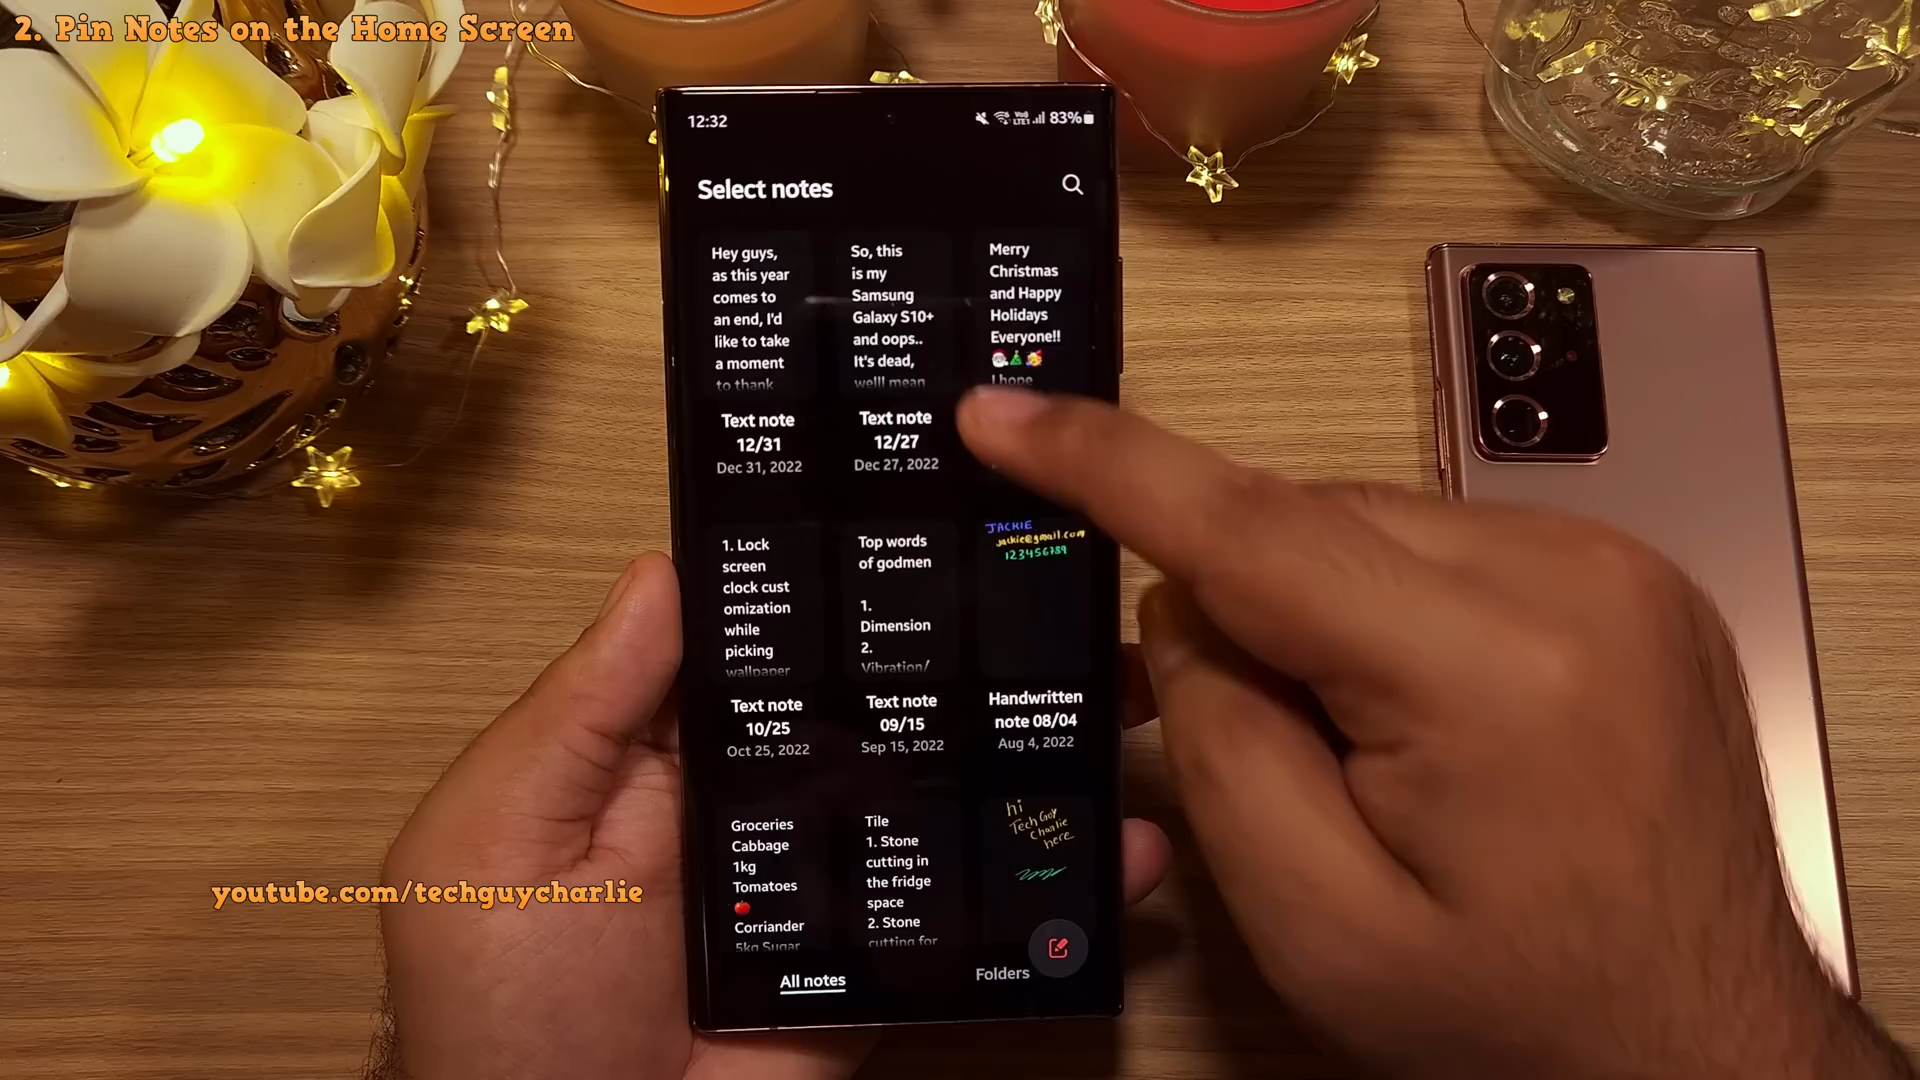 2. Pin Notes on the Home Screen
12:32
Vo))
LTE1
83%
Select notes
Hey guys,
as this year
comes to
an end, I'd
like to take
a moment
to thank
Text note
12/31
Dec 31, 2022
So, this
is my
Samsung
Galaxy S10+
and oops..
It's dead,
welll mean
Text note
12/27
Dec 27, 2022
Merry
Christmas
and Happy
Holidays
Everyone!!
🎅🎄🥳
I hope
1. Lock
screen
clock cust
omization
while
picking
wallpaper
Text note
10/25
Oct 25, 2022
Top words
of godmen
1.
Dimension
2.
Vibration/
Text note
09/15
Sep 15, 2022
JACKIE
jackie@gmail.com
123456789
Handwritten
note 08/04
Aug 4, 2022
Groceries
Cabbage
1kg
Tomatoes
🍅
Corriander
5kg Sugar
Tile
1. Stone
cutting in
the fridge
space
2. Stone
cutting for
hi
Tech Guy
Charlie
here
All notes
Folders
youtube.com/techguycharlie